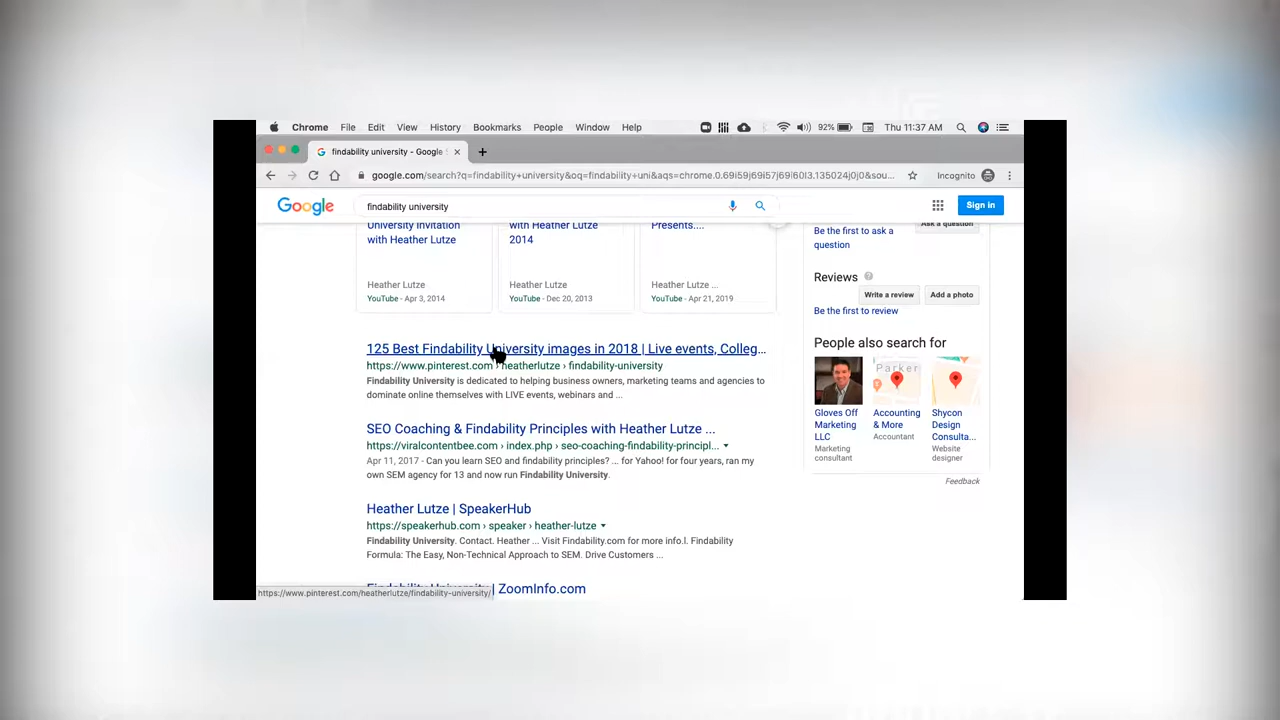 Chrome File Edit View History Bookmarks People Window Help 92% Thu 11:37 AM
findability university - Google S
google.com/search?q=findability+university&oq=findability+uni&aqs=chrome.0.69i59j69i57j69i60l3.135024j0j0&sou... Incognito
Google findability university Sign in
University Invitation with Heather Lutze 2014 Presents....
with Heather Lutze
Heather Lutze Heather Lutze Heather Lutze ...
YouTube - Apr 3, 2014 YouTube - Dec 20, 2013 YouTube - Apr 21, 2019
125 Best Findability University images in 2018 | Live events, Colleg...
https://www.pinterest.com › heatherlutze › findability-university
Findability University is dedicated to helping business owners, marketing teams and agencies to
dominate online themselves with LIVE events, webinars and ...
SEO Coaching & Findability Principles with Heather Lutze ...
https://viralcontentbee.com › index.php › seo-coaching-findability-principl...
Apr 11, 2017 - Can you learn SEO and findability principles? ... for Yahoo! for four years, ran my
own SEM agency for 13 and now run Findability University.
Heather Lutze | SpeakerHub
https://speakerhub.com › speaker › heather-lutze
Findability University. Contact. Heather ... Visit Findability.com for more info.l. Findability
Formula: The Easy, Non-Technical Approach to SEM. Drive Customers ...
Findability University | ZoomInfo.com
https://www.pinterest.com/heatherlutze/findability-university/
Be the first to ask a
question
Ask a question
Reviews
Write a review Add a photo
Be the first to review
People also search for
Parker
Gloves Off
Marketing
LLC
Marketing
consultant
Accounting
& More
Accountant
Shycon
Design
Consulta...
Website
designer
Feedback